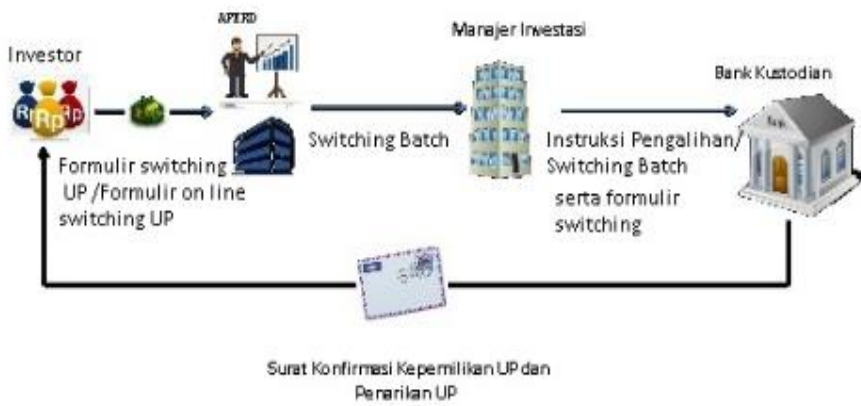 APERD
Manajer Investasi
Investor
Bank Kustodian
Rp
Switching Batch
Instruksi Pengalihan/
Switching Batch
serta formulir
switching
Formulir switching
UP /Formulir on line
switching UP
Surat Konfirmasi Kepemilikan UP dan
Penarikan UP